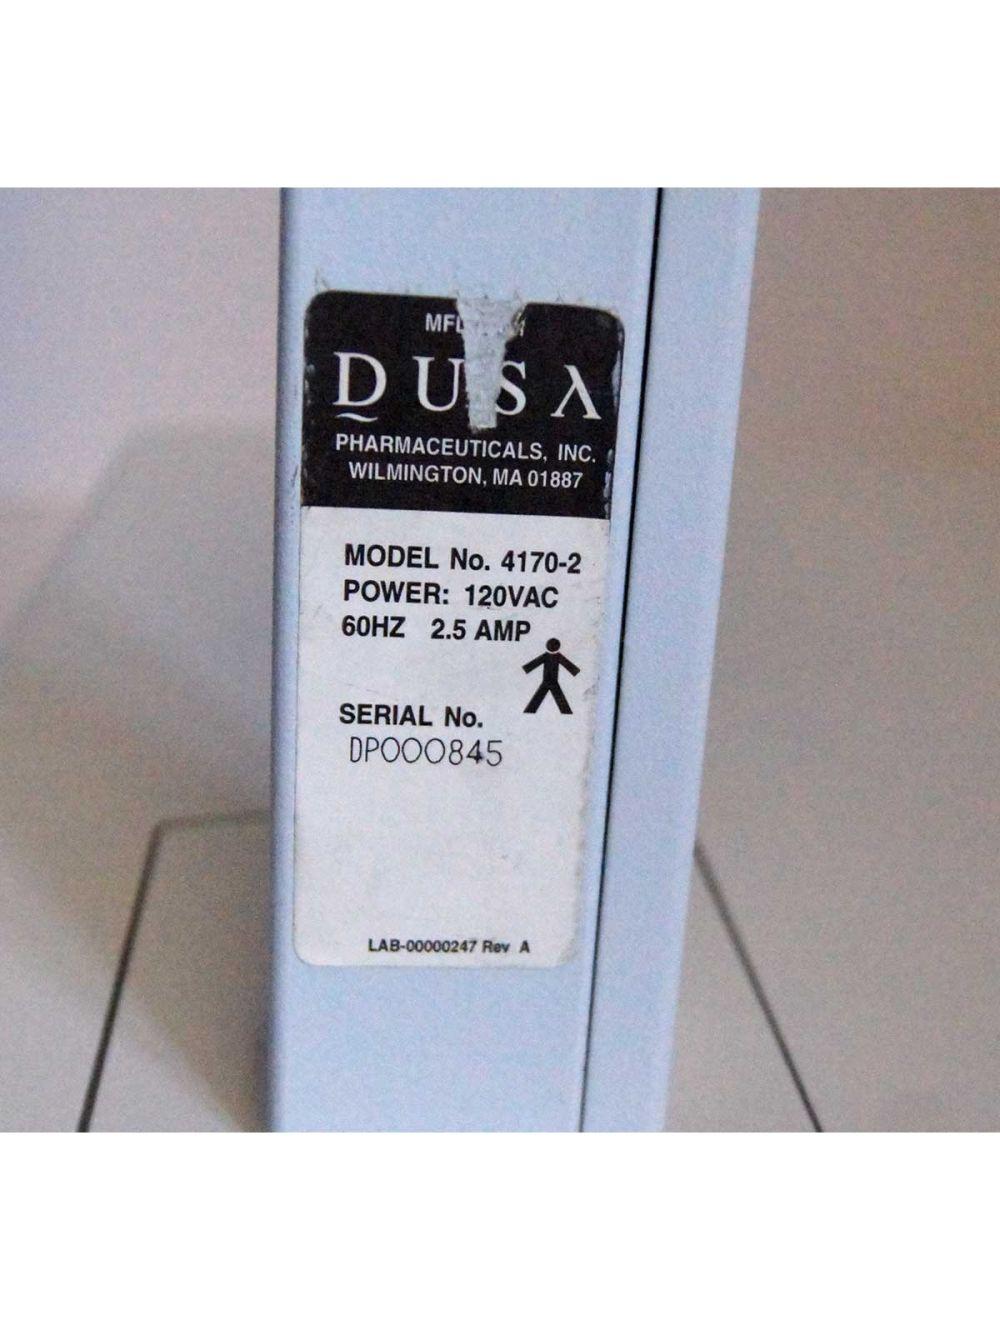 DUSA
PHARMACEUTICALS, INC.
WILMINGTON, MA 01887
MODEL No. 4170-2
POWER: 120VAC
60HZ 2.5 AMP
SERIAL No.
DP000845
LAB-00000247 Rev A